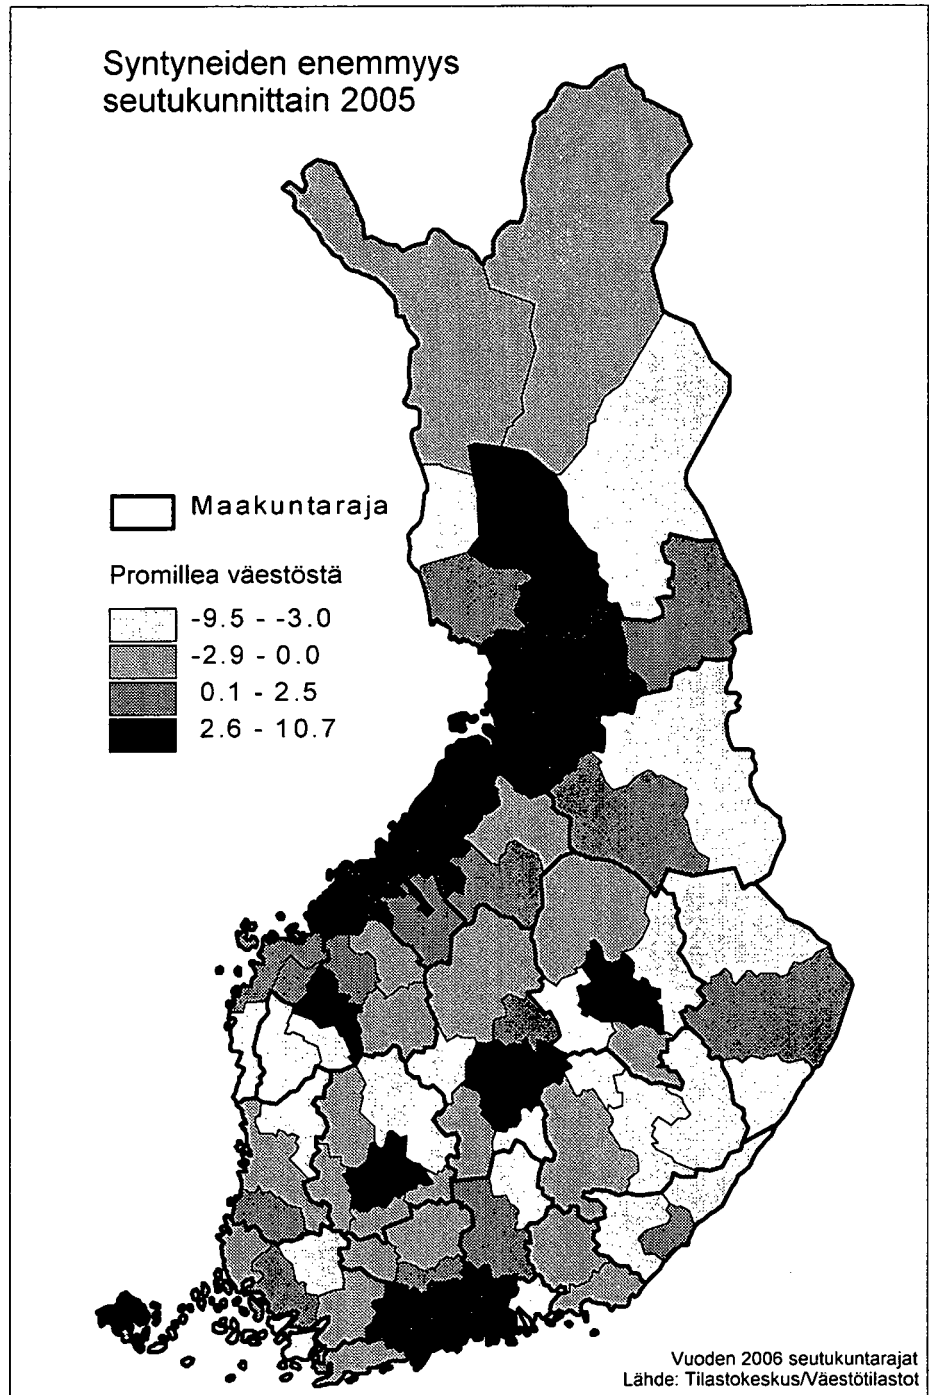 Syntyneiden enemmyys
seutukunnittain 2005
Maakuntaraja
Promillea väestöstä
-9.5 - -3.0
-2.9 - 0.0
0.1 - 2.5
2.6 - 10.7
Vuoden 2006 seutukuntarajat
Lähde: Tilastokeskus/Väestötilastot